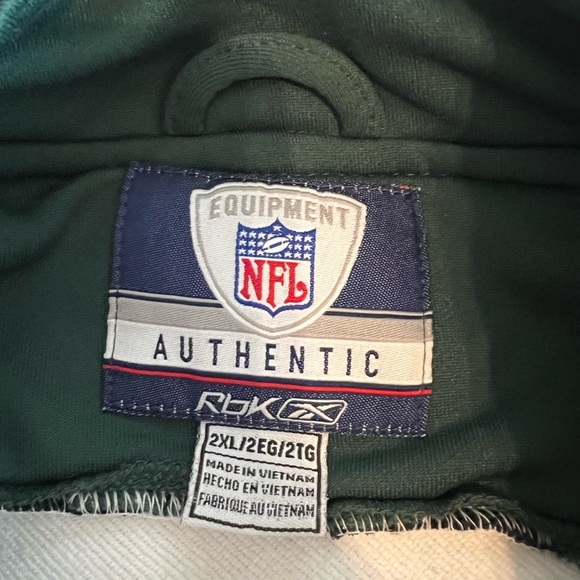 EQUIPMENT
NFL
AUTHENTIC
RbK
2XL/2EG/2TG
MADE IN VIETNAM
HECHO EN VIETNAM
FABRIQUE AU VIETNAM